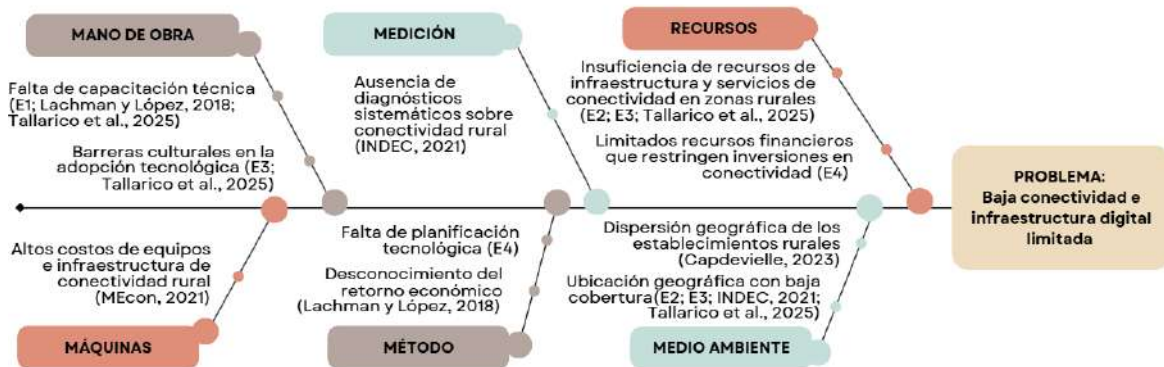 MANO DE OBRA
Falta de capacitación técnica
(E1; Lachman y López, 2018;
Tallarico et al., 2025)
Barreras culturales en la
adopción tecnológica (E3;
Tallarico et al., 2025)
MEDICIÓN
Ausencia de
diagnósticos
sistemáticos sobre
conectividad rural
(INDEC, 2021)
RECURSOS
Insuficiencia de recursos de
infraestructura y servicios de
conectividad en zonas rurales
(E2; E3; Tallarico et al., 2025)
Limitados recursos financieros
que restringen inversiones en
conectividad (E4)
PROBLEMA:
Baja conectividad e
infraestructura digital
limitada
Altos costos de equipos
e infraestructura de
conectividad rural
(MEcon, 2021)
MÁQUINAS
Falta de planificación
tecnológica (E4)
Desconocimiento del
retorno económico
(Lachman y López, 2018)
MÉTODO
Dispersión geográfica de los
establecimientos rurales
(Capdevielle, 2023)
Ubicación geográfica con baja
cobertura(E2; E3; INDEC, 2021;
Tallarico et al., 2025)
MEDIO AMBIENTE